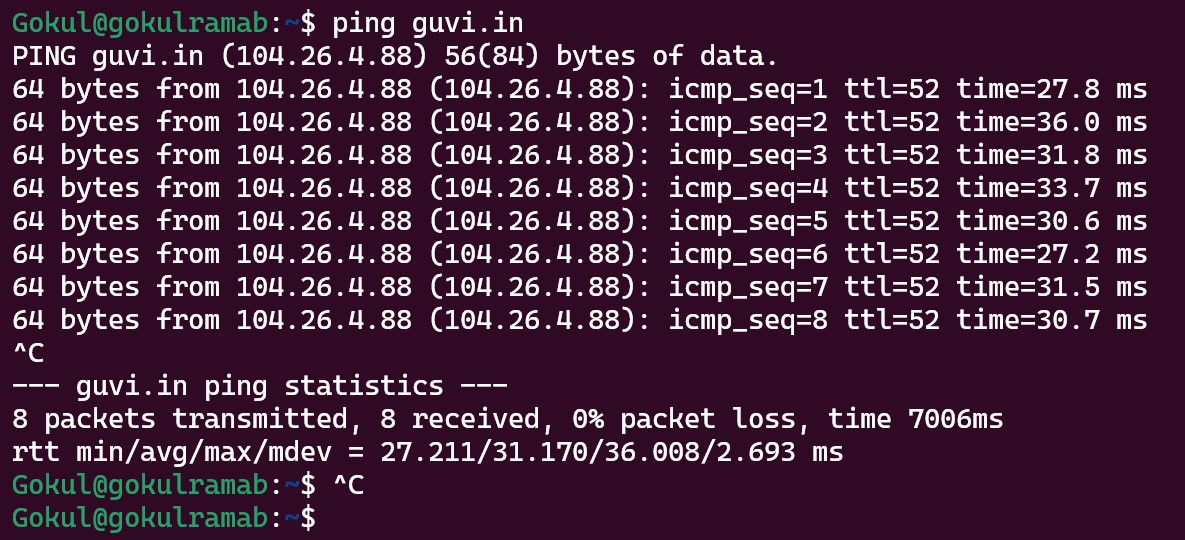 Gokul@gokulramab:~$ ping guvi.in
PING guvi.in (104.26.4.88) 56(84) bytes of data.
64 bytes from 104.26.4.88 (104.26.4.88): icmp_seq=1 ttl=52 time=27.8 ms
64 bytes from 104.26.4.88 (104.26.4.88): icmp_seq=2 ttl=52 time=36.0 ms
64 bytes from 104.26.4.88 (104.26.4.88): icmp_seq=3 ttl=52 time=31.8 ms
64 bytes from 104.26.4.88 (104.26.4.88): icmp_seq=4 ttl=52 time=33.7 ms
64 bytes from 104.26.4.88 (104.26.4.88): icmp_seq=5 ttl=52 time=30.6 ms
64 bytes from 104.26.4.88 (104.26.4.88): icmp_seq=6 ttl=52 time=27.2 ms
64 bytes from 104.26.4.88 (104.26.4.88): icmp_seq=7 ttl=52 time=31.5 ms
64 bytes from 104.26.4.88 (104.26.4.88): icmp_seq=8 ttl=52 time=30.7 ms
^C
--- guvi.in ping statistics ---
8 packets transmitted, 8 received, 0% packet loss, time 7006ms
rtt min/avg/max/mdev = 27.211/31.170/36.008/2.693 ms
Gokul@gokulramab:~$ ^C
Gokul@gokulramab:~$